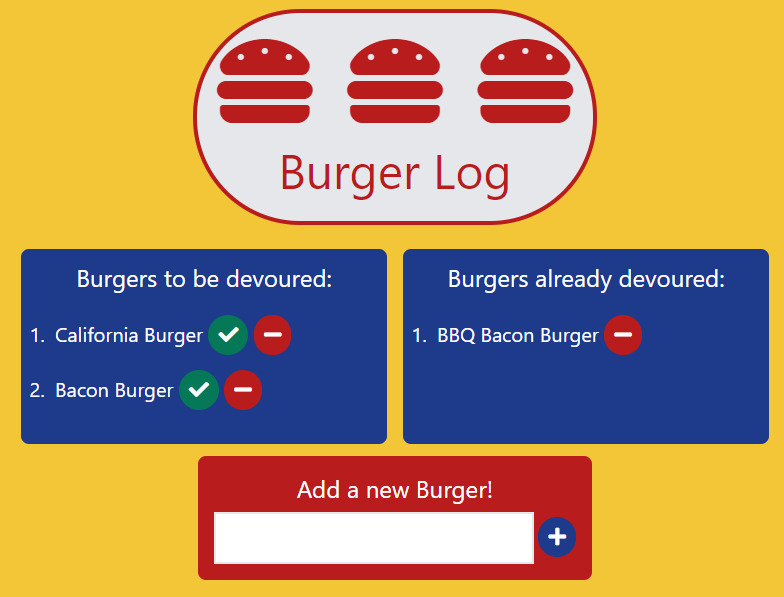 Burger Log
Burgers to be devoured:
1. California Burger
2. Bacon Burger
Burgers already devoured:
1. BBQ Bacon Burger
Add a new Burger!